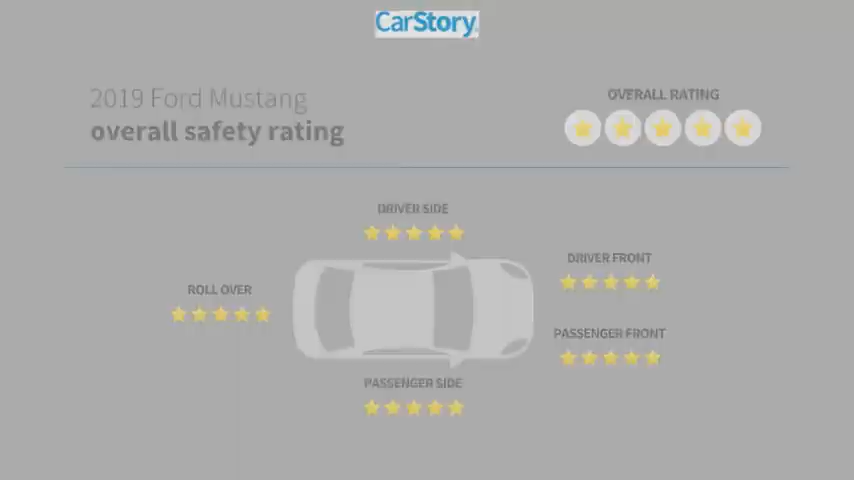 CarStory
2019 Ford Mustang
overall safety rating
OVERALL RATING
DRIVER SIDE
DRIVER FRONT
ROLL OVER
PASSENGER FRONT
PASSENGER SIDE